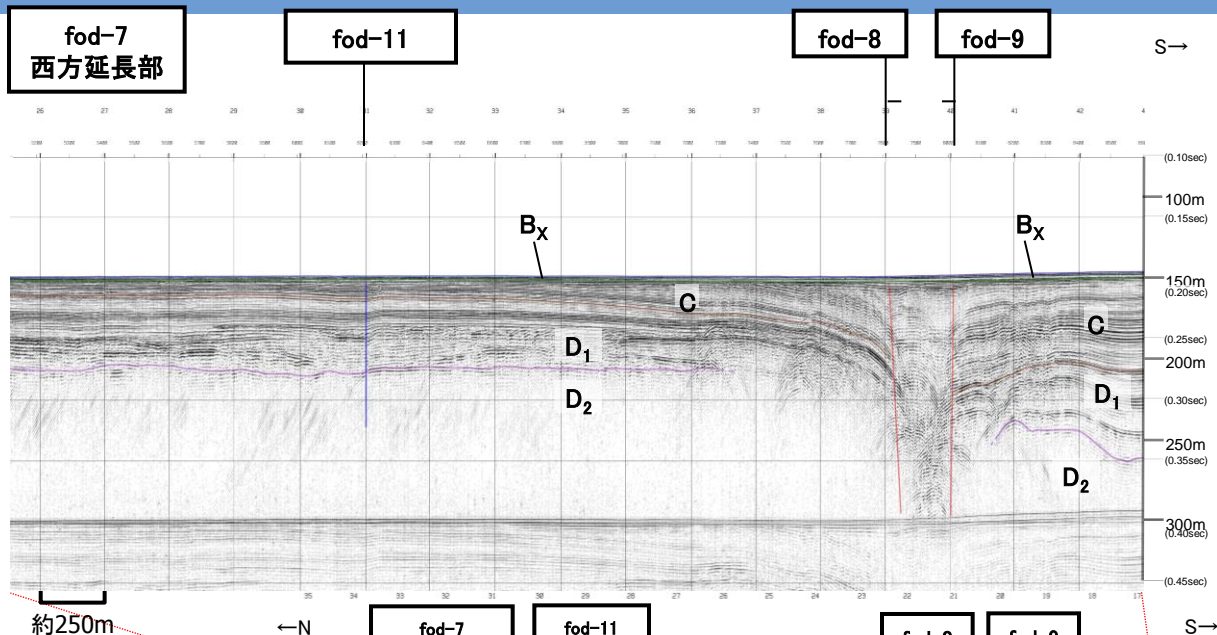 fod-7
西方延長部
fod-11
fod-8
fod-9
S→
26 27 28 29 30 31 32 33 34 35 36 37 38 39 40 41 42 4
(0.10sec)
100m
(0.15sec)
BX
BX
150m
(0.20sec)
C
C
(0.25sec)
D1
200m
D1
D2
(0.30sec)
250m
(0.35sec)
D2
300m
(0.40sec)
(0.45sec)
35 34 33 32 31 30 29 28 27 26 25 24 23 22 21 20 19 18 17
約250m
←N
fod-7
fod-11
S→